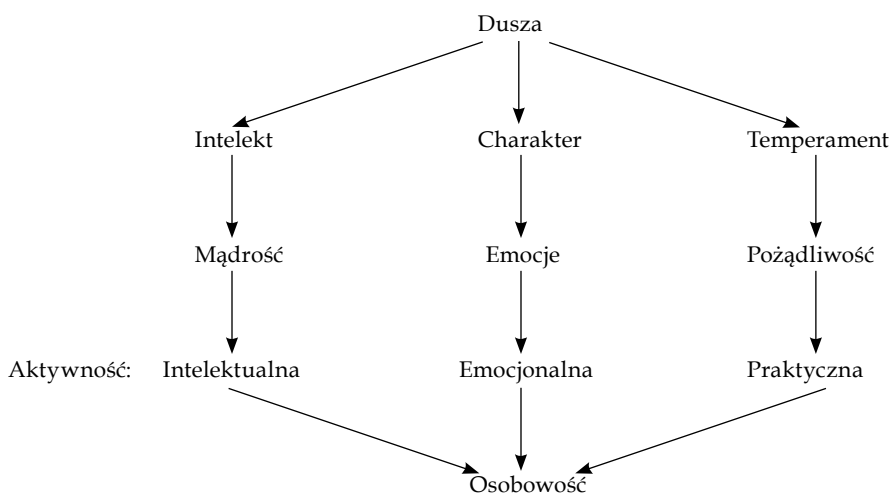 Dusza
Intelekt Charakter Temperament
Mądrość Emocje Pożądliwość
Aktywność: Intelektualna Emocjonalna Praktyczna
Osobowość